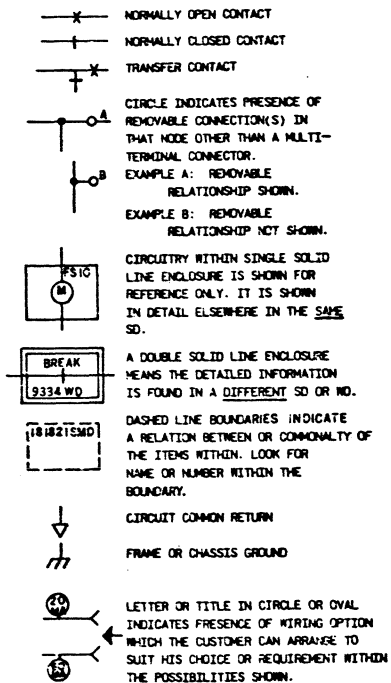 NORMALLY OPEN CONTACT
NORMALLY CLOSED CONTACT
TRANSFER CONTACT
CIRCLE INDICATES PRESENCE OF
REMOVABLE CONNECTION(S) IN
THAT NODE OTHER THAN A MULTI-
TERMINAL CONNECTOR.
A
EXAMPLE A: REMOVABLE
RELATIONSHIP SHOWN.
B
EXAMPLE B: REMOVABLE
RELATIONSHIP NOT SHOWN.
FS1G
M
CIRCUITRY WITHIN SINGLE SOLID
LINE ENCLOSURE IS SHOWN FOR
REFERENCE ONLY. IT IS SHOWN
IN DETAIL ELSEWHERE IN THE SAME
SD.
BREAK
9334 WD
A DOUBLE SOLID LINE ENCLOSURE
MEANS THE DETAILED INFORMATION
IS FOUND IN A DIFFERENT SD OR WD.
181821SMD
DASHED LINE BOUNDARIES INDICATE
A RELATION BETWEEN OR COMMONALTY OF
THE ITEMS WITHIN. LOOK FOR
NAME OR NUMBER WITHIN THE
BOUNDARY.
CIRCUIT COMMON RETURN
FRAME OR CHASSIS GROUND
20
LETTER OR TITLE IN CIRCLE OR OVAL
INDICATES PRESENCE OF WIRING OPTION
WHICH THE CUSTOMER CAN ARRANGE TO
SUIT HIS CHOICE OR REQUIREMENT WITHIN
THE POSSIBILITIES SHOWN.